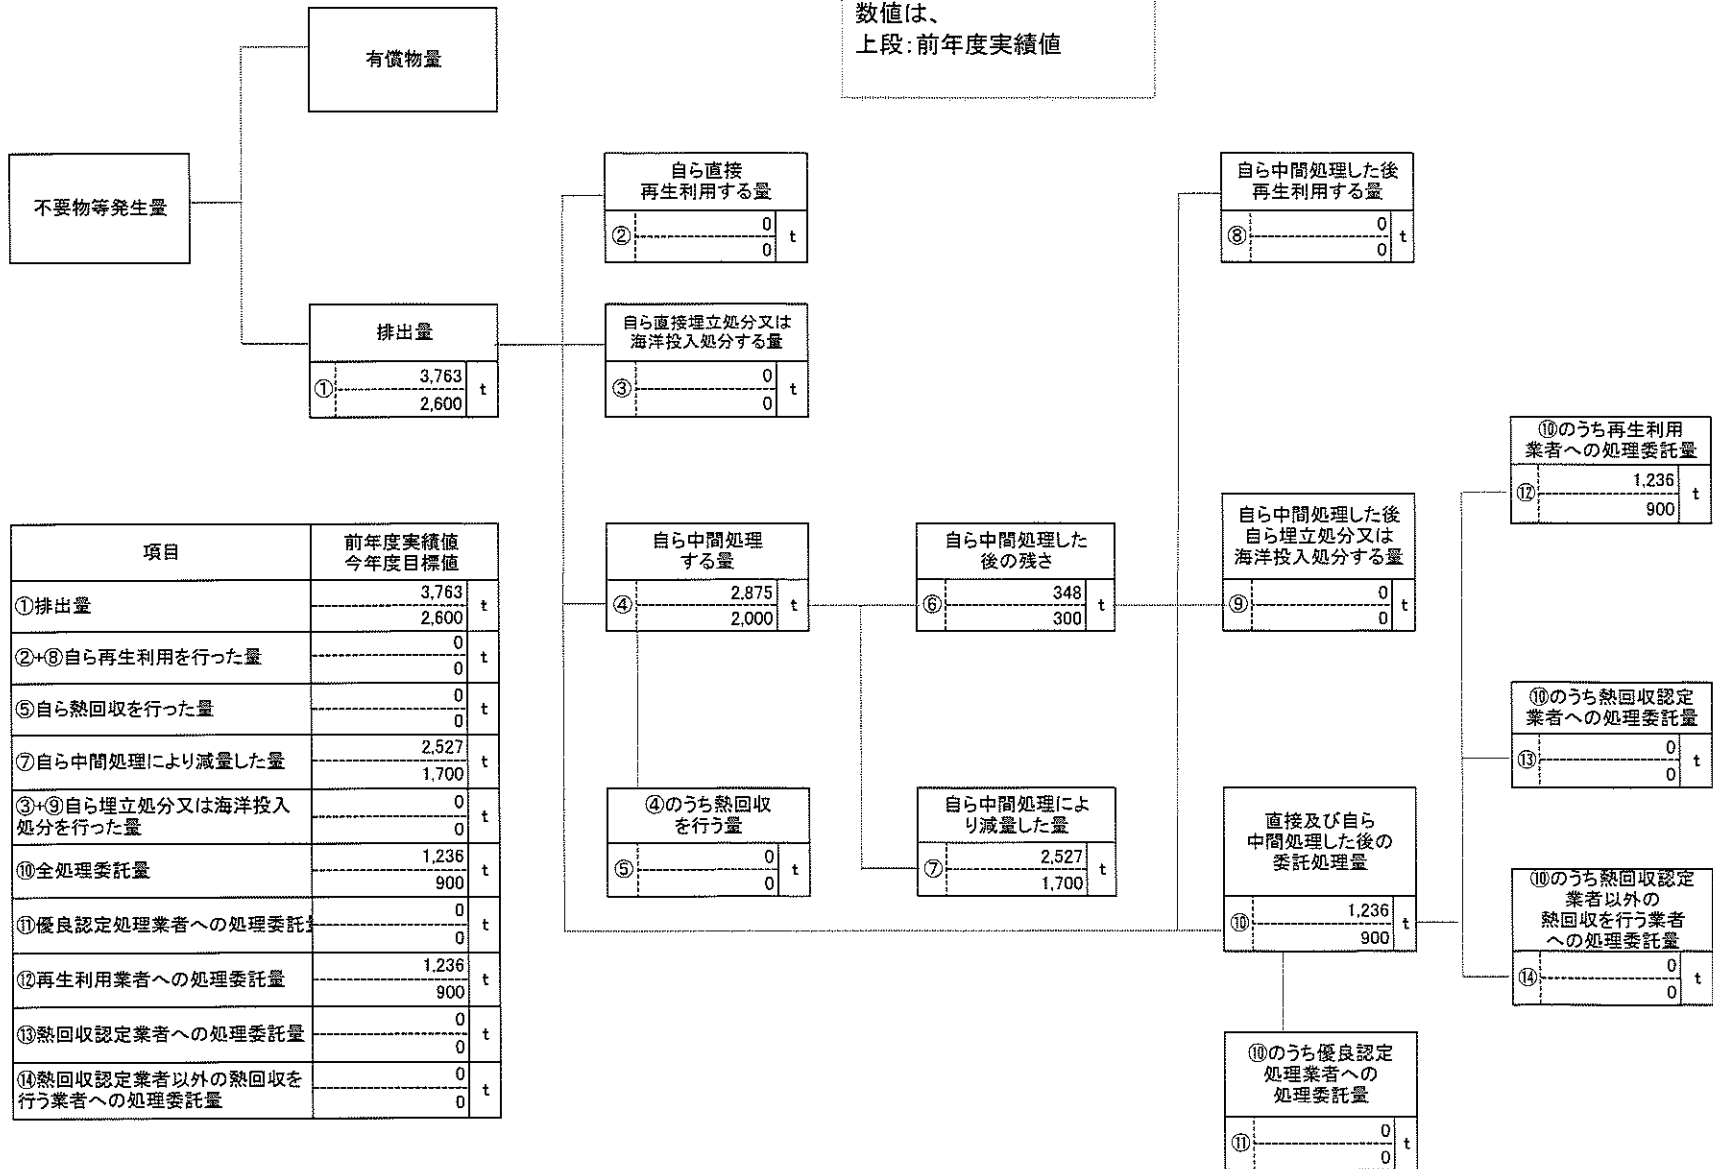 数値は、
上段：前年度実績値
有償物量
不要物等発生量
排出量
① 3,763 t
2,600
自ら直接
再生利用する量
② 0 t
0
自ら直接埋立処分又は
海洋投入処分する量
③ 0 t
0
自ら中間処理
する量
④ 2,875 t
2,000
④のうち熱回収
を行う量
⑤ 0 t
0
自ら中間処理した
後の残さ
⑥ 348 t
300
自ら中間処理によ
り減量した量
⑦ 2,527 t
1,700
自ら中間処理した後
再生利用する量
⑧ 0 t
0
自ら中間処理した後
自ら埋立処分又は
海洋投入処分する量
⑨ 0 t
0
直接及び自ら
中間処理した後の
委託処理量
⑩ 1,236 t
900
⑩のうち優良認定
処理業者への
処理委託量
⑪ 0 t
0
⑩のうち再生利用
業者への処理委託量
⑫ 1,236 t
900
⑩のうち熱回収認定
業者への処理委託量
⑬ 0 t
0
⑩のうち熱回収認定
業者以外の
熱回収を行う業者
への処理委託量
⑭ 0 t
0
項目 前年度実績値
今年度目標値
①排出量 3,763 t
2,600
②+⑧自ら再生利用を行った量 0 t
0
⑤自ら熱回収を行った量 0 t
0
⑦自ら中間処理により減量した量 2,527 t
1,700
③+⑨自ら埋立処分又は海洋投入 0 t
処分を行った量 0
⑩全処理委託量 1,236 t
900
⑪優良認定処理業者への処理委託 0 t
0
⑫再生利用業者への処理委託量 1,236 t
900
⑬熱回収認定業者への処理委託量 0 t
0
⑭熱回収認定業者以外の熱回収を 0 t
行う業者への処理委託量 0